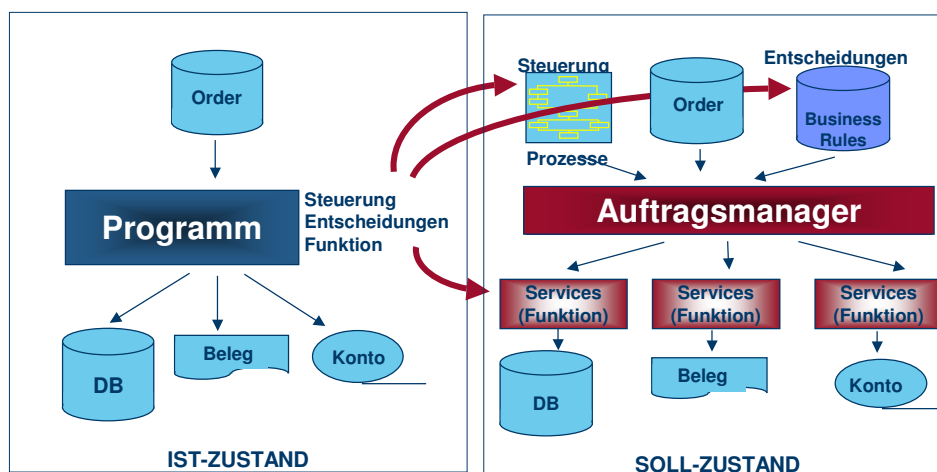 Order
Programm
Steuerung
Entscheidungen
Funktion
DB
Beleg
Konto
IST-ZUSTAND
Steuerung
Prozesse
Order
Entscheidungen
Business
Rules
Auftragsmanager
Services
(Funktion)
Services
(Funktion)
Services
(Funktion)
DB
Beleg
Konto
SOLL-ZUSTAND